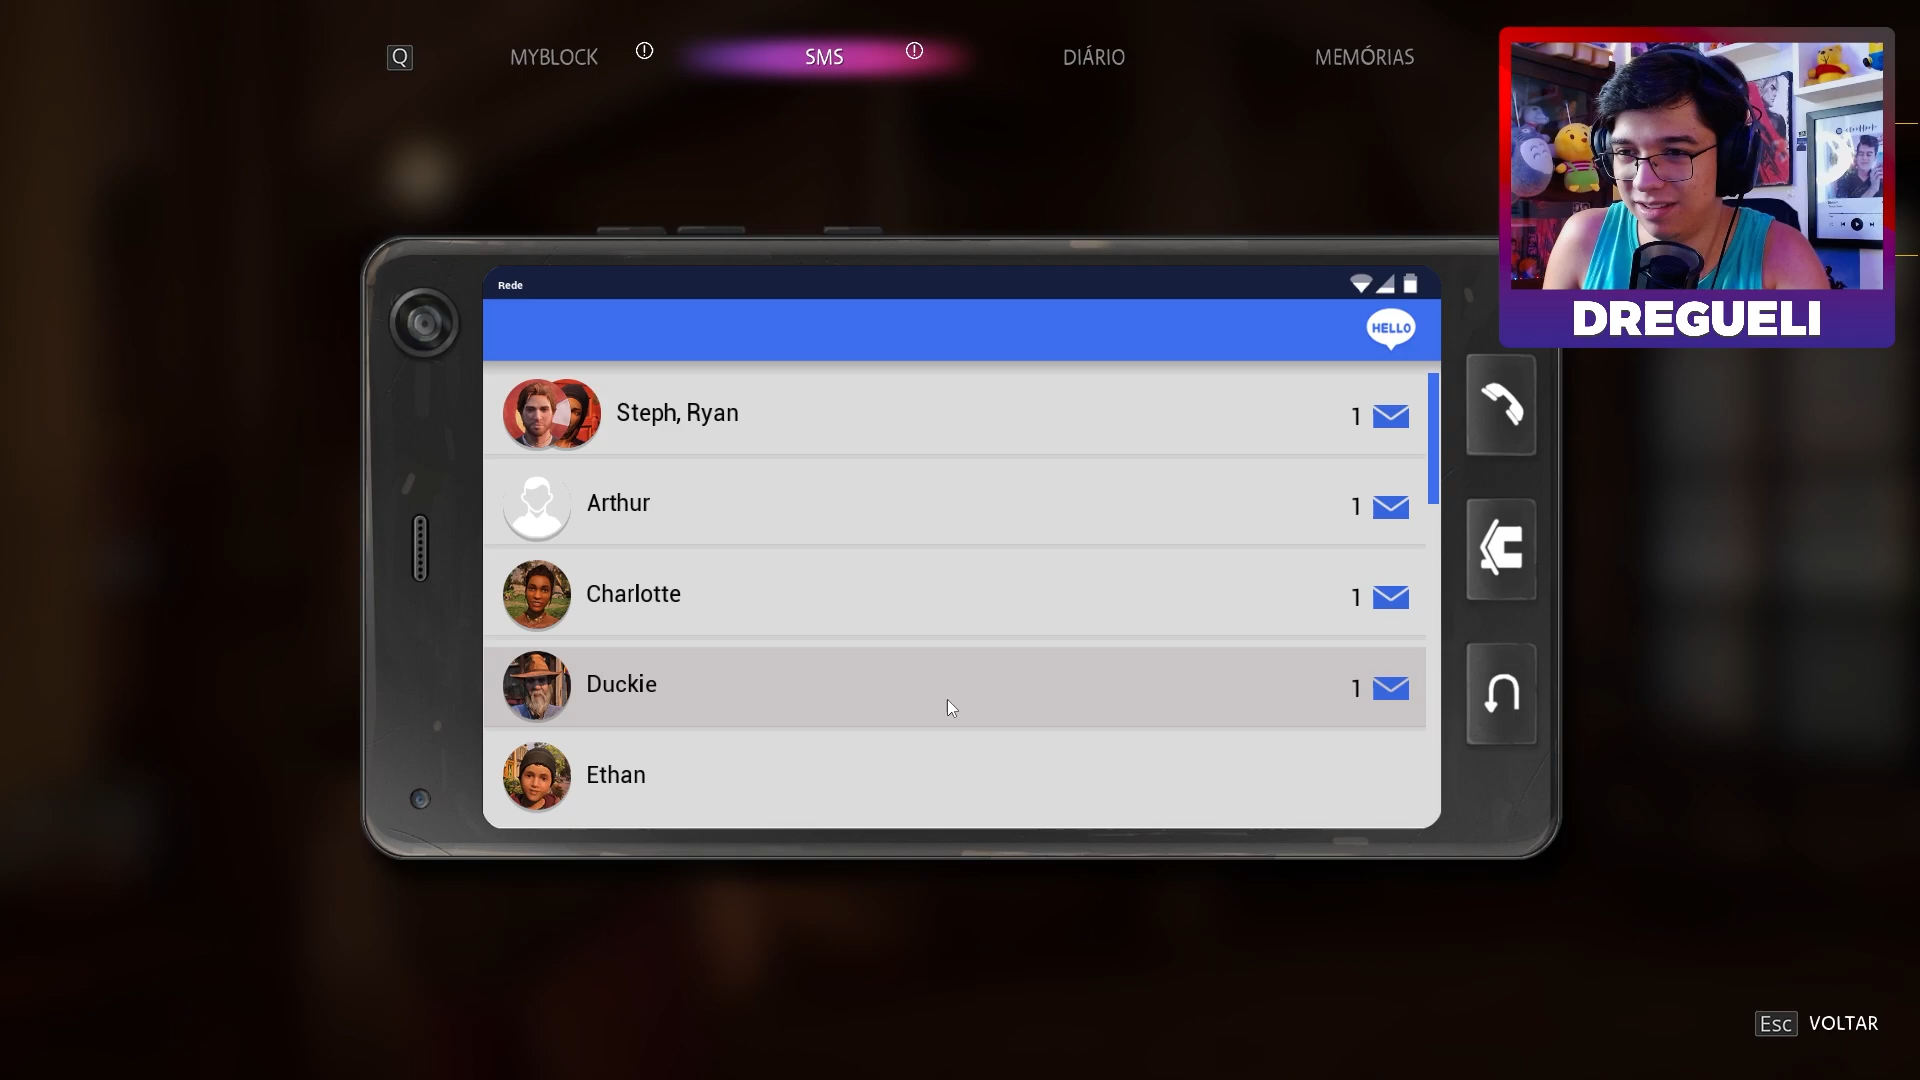 Q MYBLOCK SMS DIÁRIO MEMÓRIAS
DREGUELI
Rede
HELLO
Steph, Ryan 1
Arthur 1
Charlotte 1
Duckie 1
Ethan
Esc VOLTAR